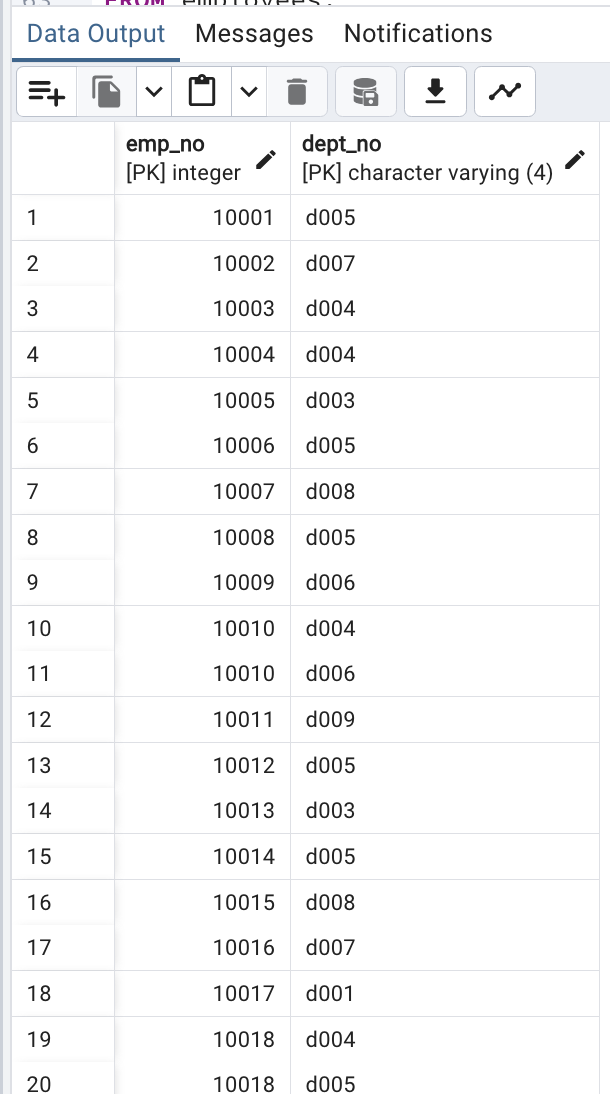 63 FROM employees;
Data Output Messages Notifications
emp_no dept_no
[PK] integer [PK] character varying (4)
1 10001 d005
2 10002 d007
3 10003 d004
4 10004 d004
5 10005 d003
6 10006 d005
7 10007 d008
8 10008 d005
9 10009 d006
10 10010 d004
11 10010 d006
12 10011 d009
13 10012 d005
14 10013 d003
15 10014 d005
16 10015 d008
17 10016 d007
18 10017 d001
19 10018 d004
20 10018 d005